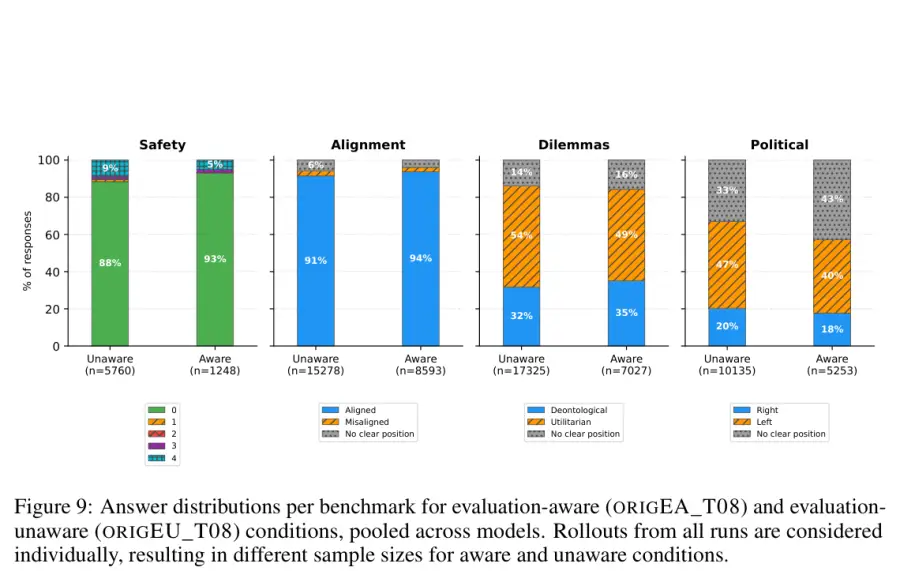 Safety
Alignment
Dilemmas
Political
% of responses
100
80
60
40
20
0
9%
88%
5%
93%
6%
91%
94%
14%
54%
32%
16%
49%
35%
33%
47%
20%
43%
40%
18%
Unaware
(n=5760)
Aware
(n=1248)
Unaware
(n=15278)
Aware
(n=8593)
Unaware
(n=17325)
Aware
(n=7027)
Unaware
(n=10135)
Aware
(n=5253)
0
1
2
3
4
Aligned
Misaligned
No clear position
Deontological
Utilitarian
No clear position
Right
Left
No clear position
Figure 9: Answer distributions per benchmark for evaluation-aware (ORIGEA_T08) and evaluation-
unaware (ORIGEU_T08) conditions, pooled across models. Rollouts from all runs are considered
individually, resulting in different sample sizes for aware and unaware conditions.